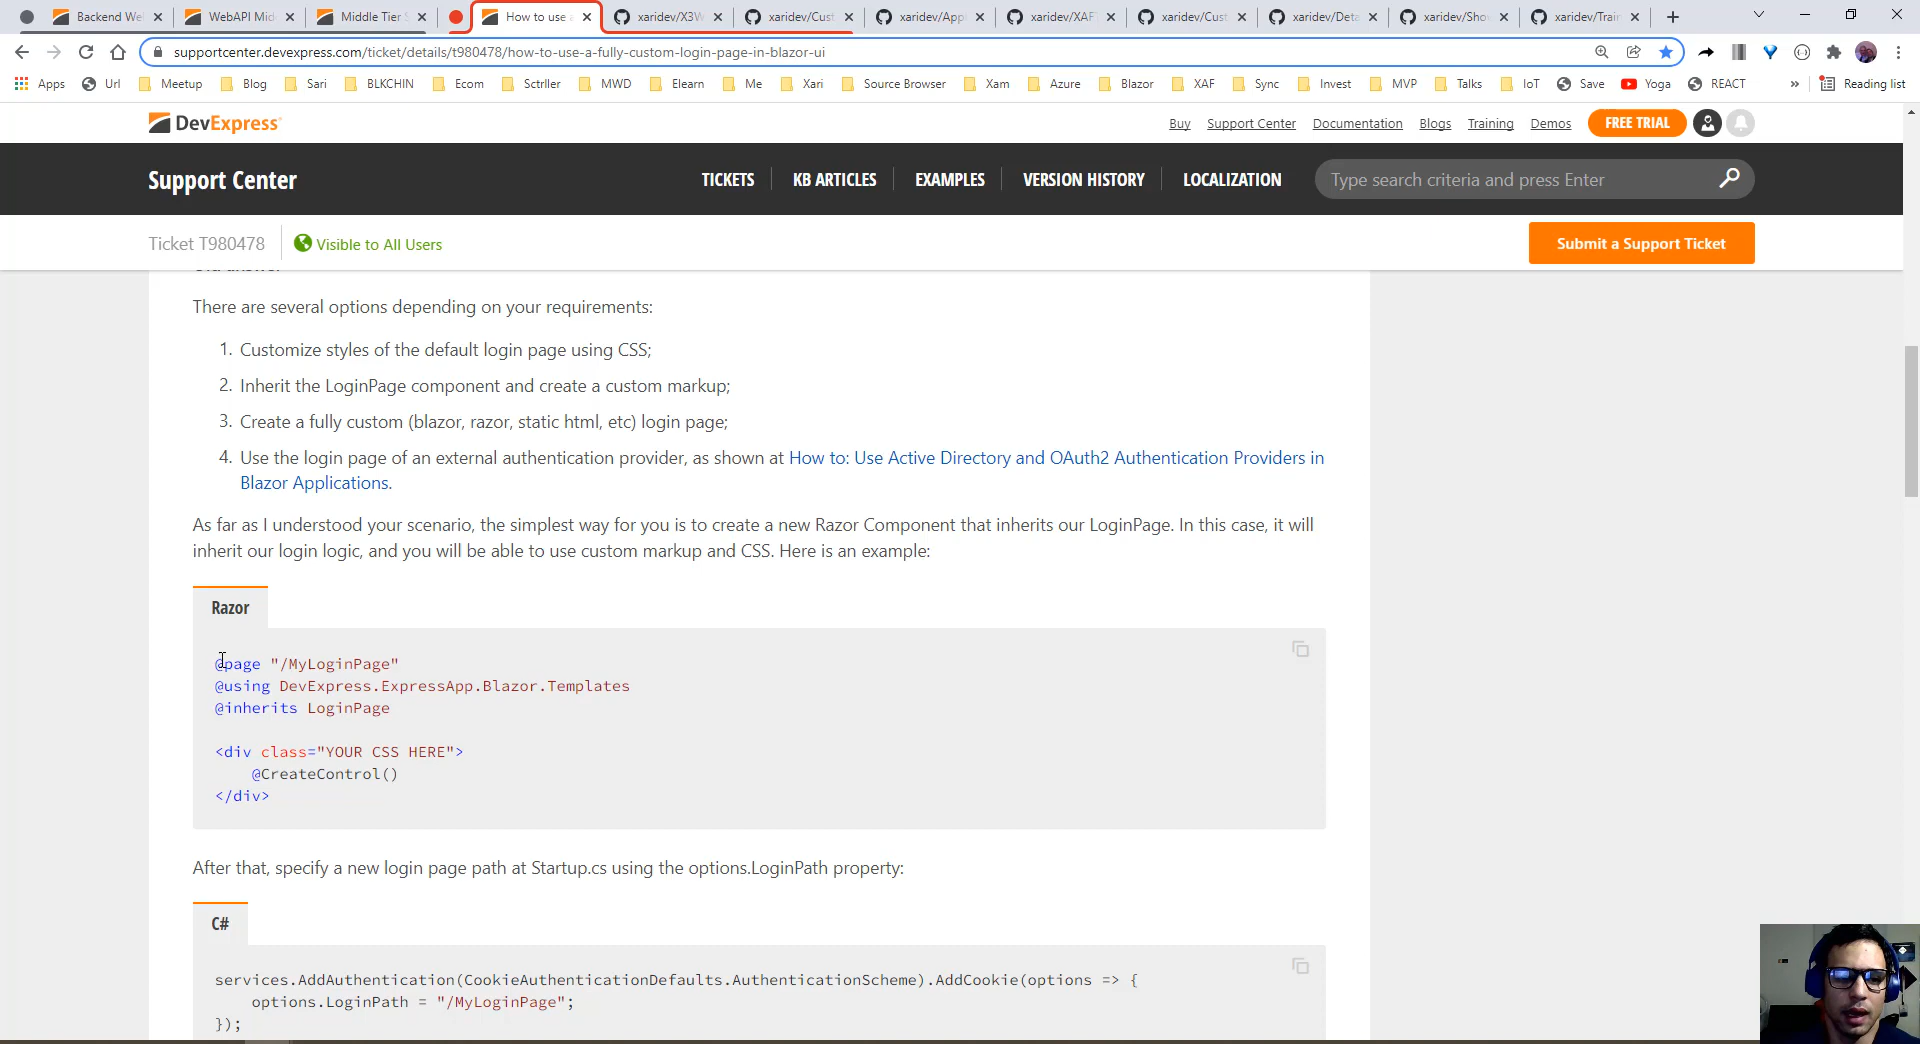 Backend We
WebAPI Mid
Middle Tier S
How to use a
xaridev/X3W
xaridev/Cust
xaridev/App
xaridev/XAF
xaridev/Cus
xaridev/Deta
xaridev/Sho
xaridev/Train
supportcenter.devexpress.com/ticket/details/t980478/how-to-use-a-fully-custom-login-page-in-blazor-ui
Apps Url Meetup Blog Sari BLKCHIN Ecom Sctrller MWD Elearn Me Xari Source Browser Xam Azure Blazor XAF Sync Invest MVP Talks IoT Save Yoga REACT » Reading list
DevExpress
Buy Support Center Documentation Blogs Training Demos FREE TRIAL
Support Center
TICKETS KB ARTICLES EXAMPLES VERSION HISTORY LOCALIZATION
Type search criteria and press Enter
Ticket T980478 Visible to All Users
Submit a Support Ticket
There are several options depending on your requirements:
1. Customize styles of the default login page using CSS;
2. Inherit the LoginPage component and create a custom markup;
3. Create a fully custom (blazor, razor, static html, etc) login page;
4. Use the login page of an external authentication provider, as shown at How to: Use Active Directory and OAuth2 Authentication Providers in
Blazor Applications.
As far as I understood your scenario, the simplest way for you is to create a new Razor Component that inherits our LoginPage. In this case, it will
inherit our login logic, and you will be able to use custom markup and CSS. Here is an example:
Razor
@page "/MyLoginPage"
@using DevExpress.ExpressApp.Blazor.Templates
@inherits LoginPage
<div class="YOUR CSS HERE">
@CreateControl()
</div>
After that, specify a new login page path at Startup.cs using the options.LoginPath property:
C#
services.AddAuthentication(CookieAuthenticationDefaults.AuthenticationScheme).AddCookie(options => {
options.LoginPath = "/MyLoginPage";
});